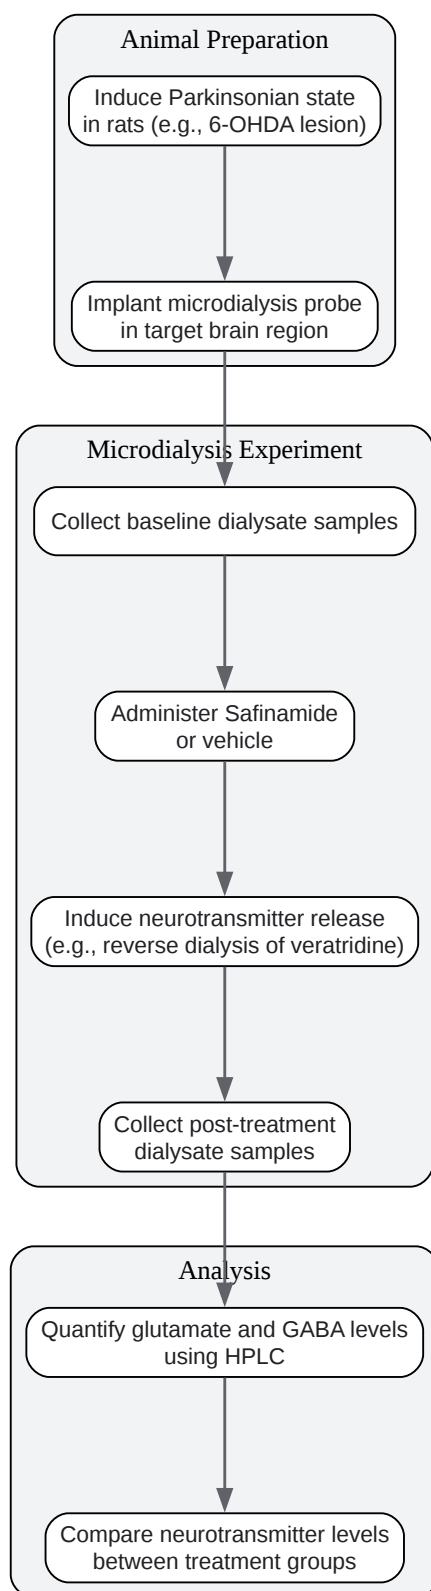 Animal Preparation
Induce Parkinsonian state
in rats (e.g., 6-OHDA lesion)
Implant microdialysis probe
in target brain region
Microdialysis Experiment
Collect baseline dialysate samples
Administer Safinamide
or vehicle
Induce neurotransmitter release
(e.g., reverse dialysis of veratridine)
Collect post-treatment
dialysate samples
Analysis
Quantify glutamate and GABA levels
using HPLC
Compare neurotransmitter levels
between treatment groups